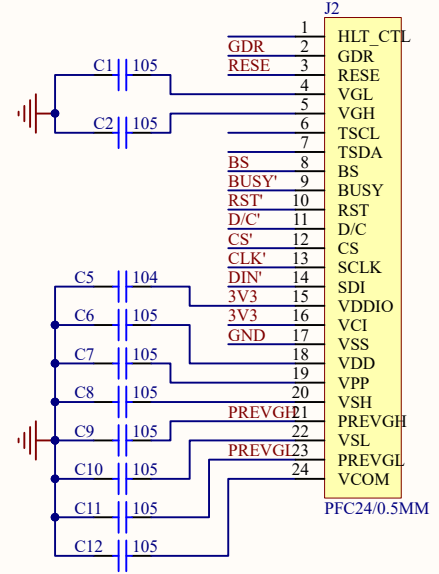 J2
1 HLT_CTL
GDR 2 GDR
RESE 3 RESE
C1 105 4 VGL
5 VGH
C2 105 6 TSCL
7 TSDA
BS 8 BS
BUSY' 9 BUSY
RST' 10 RST
D/C' 11 D/C
CS' 12 CS
CLK' 13 SCLK
C5 104 DIN' 14 SDI
3V3 15 VDDIO
C6 105 3V3 16 VCI
GND 17 VSS
C7 105 18 VDD
19 VPP
C8 105 20 VSH
PREVGH 21 PREVGH
C9 105 22 VSL
PREVGL 23 PREVGL
C10 105 24 VCOM
C11 105 PFC24/0.5MM
C12 105